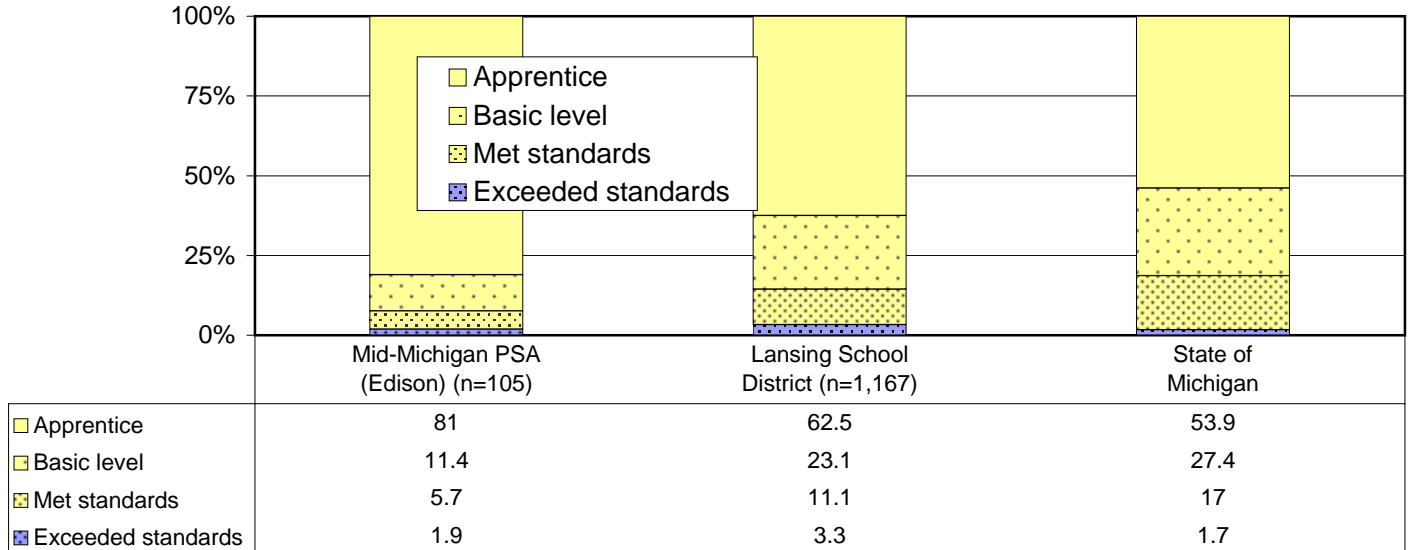 100%
75%
50%
25%
0%
Apprentice
Basic level
Met standards
Exceeded standards
Mid-Michigan PSA
(Edison) (n=105)
Lansing School
District (n=1,167)
State of
Michigan
Apprentice 81 62.5 53.9
Basic level 11.4 23.1 27.4
Met standards 5.7 11.1 17
Exceeded standards 1.9 3.3 1.7